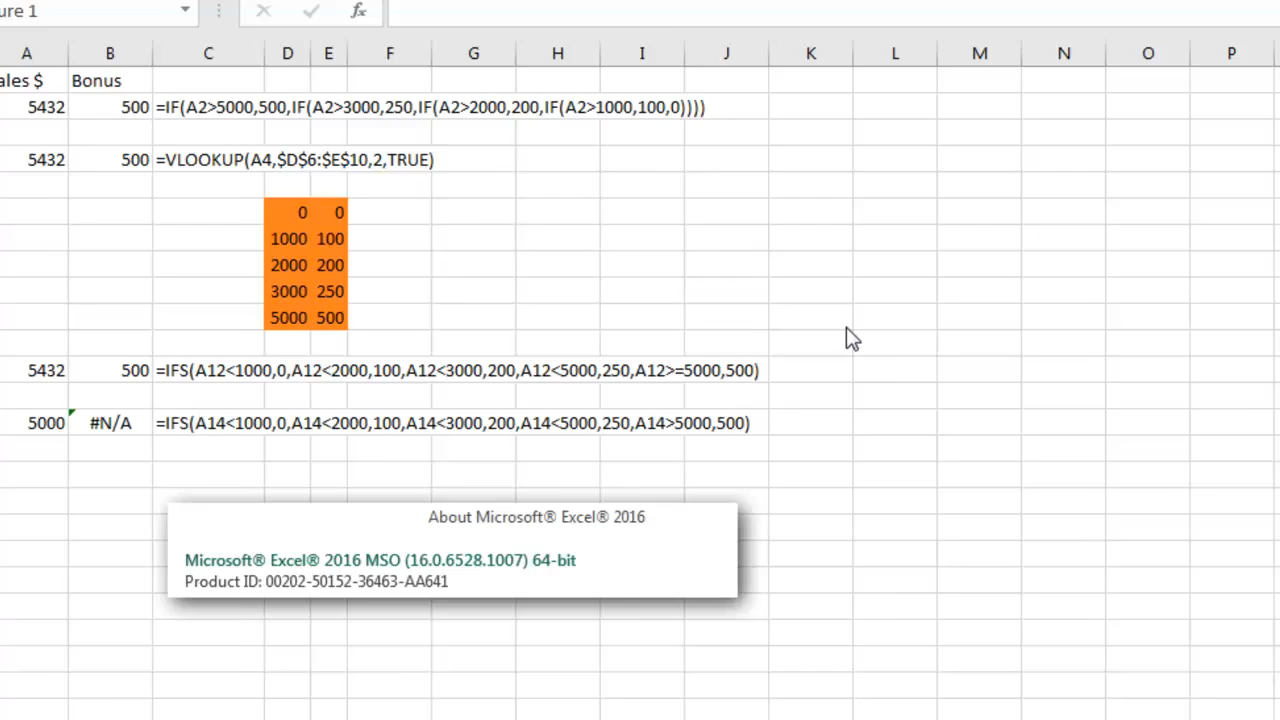 ure 1
fx
A B C D E F G H I J K L M N O P
ales $ Bonus
5432 500 =IF(A2>5000,500,IF(A2>3000,250,IF(A2>2000,200,IF(A2>1000,100,0))))
5432 500 =VLOOKUP(A4,$D$6:$E$10,2,TRUE)
0 0
1000 100
2000 200
3000 250
5000 500
5432 500 =IFS(A12<1000,0,A12<2000,100,A12<3000,200,A12<5000,250,A12>=5000,500)
5000 #N/A =IFS(A14<1000,0,A14<2000,100,A14<3000,200,A14<5000,250,A14>5000,500)
About Microsoft® Excel® 2016
Microsoft® Excel® 2016 MSO (16.0.6528.1007) 64-bit
Product ID: 00202-50152-36463-AA641